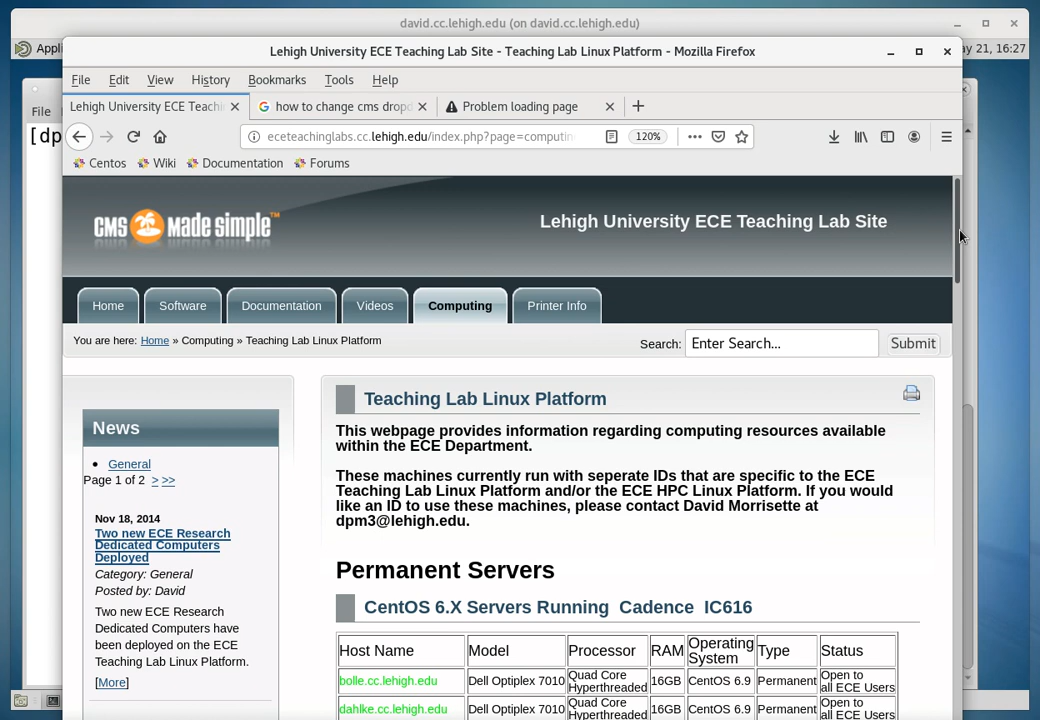 david.cc.lehigh.edu (on david.cc.lehigh.edu)
Appli
ay 21, 16:27
Lehigh University ECE Teaching Lab Site - Teaching Lab Linux Platform - Mozilla Firefox
File Edit View History Bookmarks Tools Help
File
Lehigh University ECE Teachi
how to change cms dropd
Problem loading page
[dp
eceteachinglabs.cc.lehigh.edu/index.php?page=computin
120%
Centos Wiki Documentation Forums
CMS made simple™
Lehigh University ECE Teaching Lab Site
Home Software Documentation Videos Computing Printer Info
You are here: Home » Computing » Teaching Lab Linux Platform
Search: Enter Search... Submit
News
• General
Page 1 of 2 > >>
Nov 18, 2014
Two new ECE Research
Dedicated Computers
Deployed
Category: General
Posted by: David
Two new ECE Research
Dedicated Computers have
been deployed on the ECE
Teaching Lab Linux Platform.
[More]
Teaching Lab Linux Platform
This webpage provides information regarding computing resources available
within the ECE Department.
These machines currently run with seperate IDs that are specific to the ECE
Teaching Lab Linux Platform and/or the ECE HPC Linux Platform. If you would
like an ID to use these machines, please contact David Morrisette at
dpm3@lehigh.edu.
Permanent Servers
CentOS 6.X Servers Running Cadence IC616
Host Name Model Processor RAM Operating System Type Status
bolle.cc.lehigh.edu Dell Optiplex 7010 Quad Core Hyperthreaded 16GB CentOS 6.9 Permanent Open to all ECE Users
dahlke.cc.lehigh.edu Dell Optiplex 7010 Quad Core Hyperthreaded 16GB CentOS 6.9 Permanent Open to all ECE Users